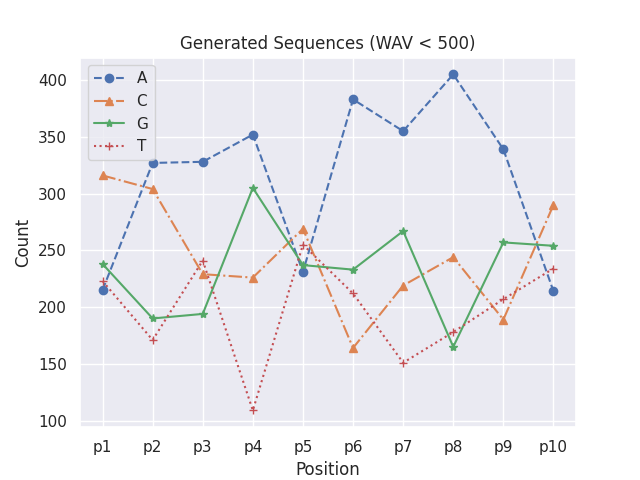 Generated Sequences (WAV < 500)
A
C
G
T
400
350
300
250
200
150
100
Count
p1 p2 p3 p4 p5 p6 p7 p8 p9 p10
Position